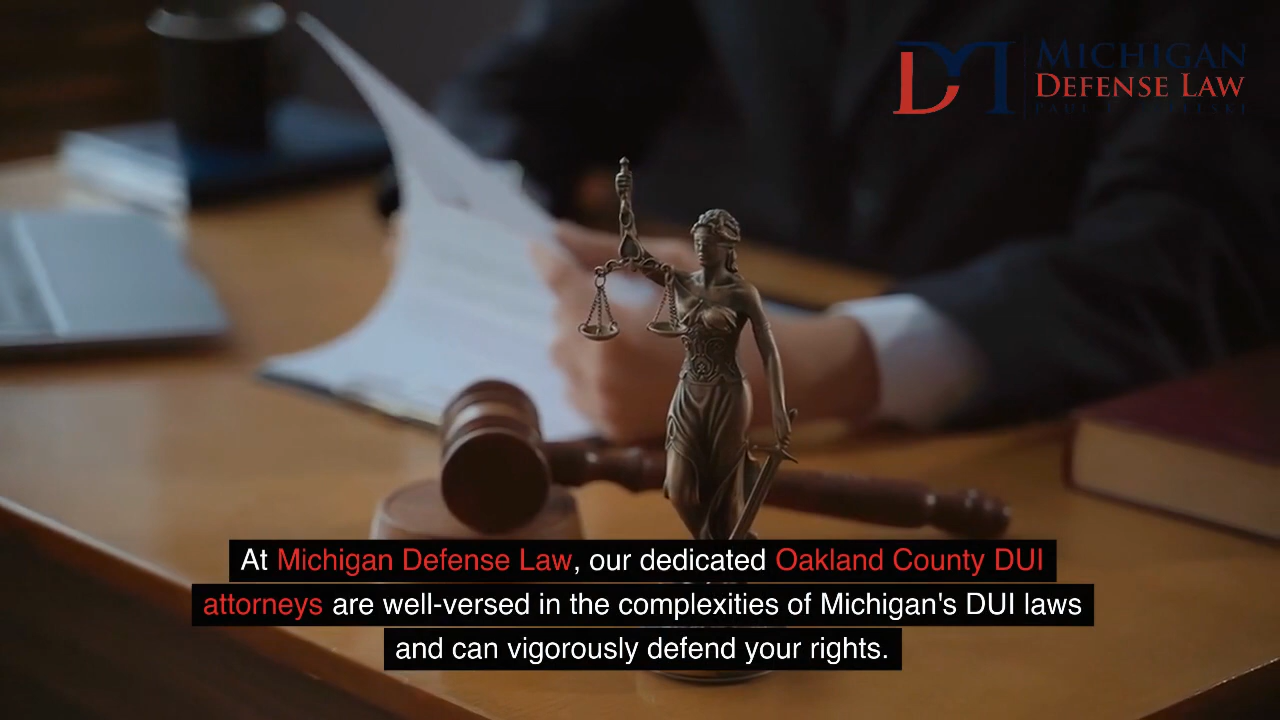 MICHIGAN
DEFENSE LAW
At Michigan Defense Law, our dedicated Oakland County DUI
attorneys are well-versed in the complexities of Michigan's DUI laws
and can vigorously defend your rights.